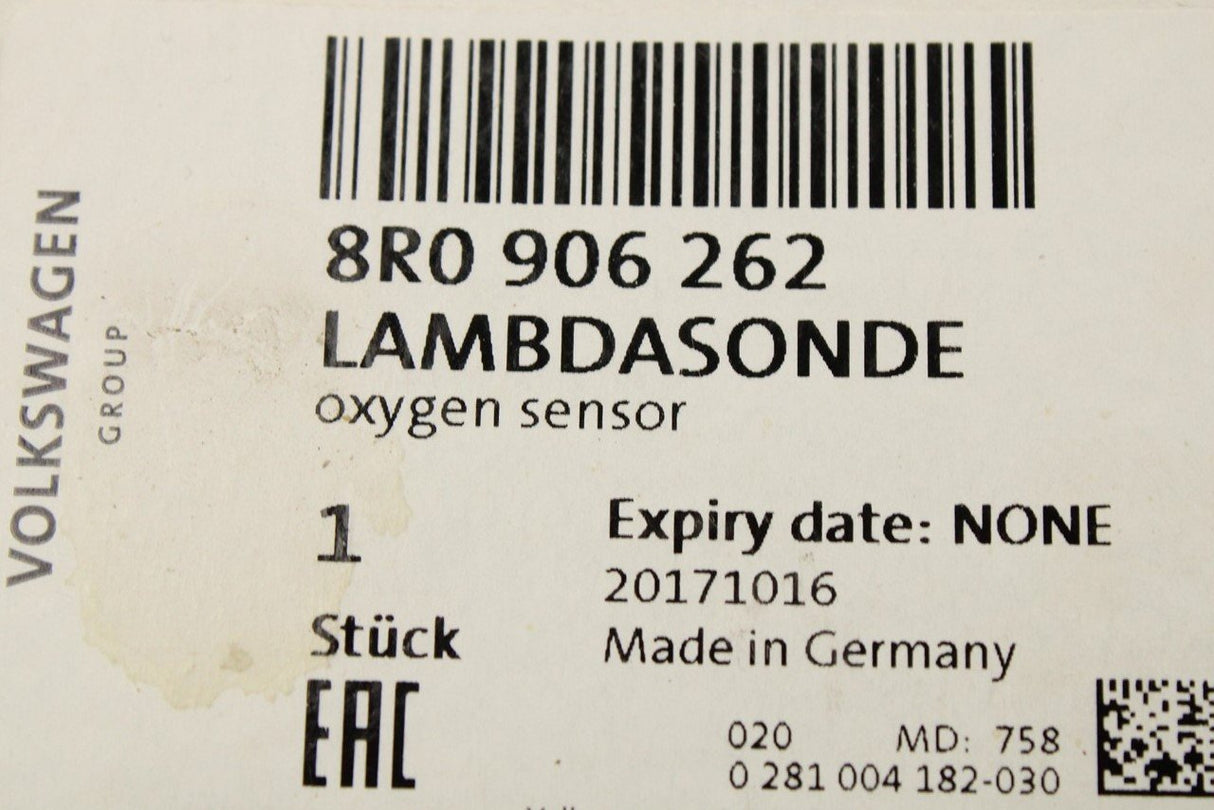 VOLKSWAGEN
GROUP
8R0 906 262
LAMBDASONDE
oxygen sensor
1
Expiry date: NONE
20171016
Stück
Made in Germany
EAC
020 MD: 758
0 281 004 182-030